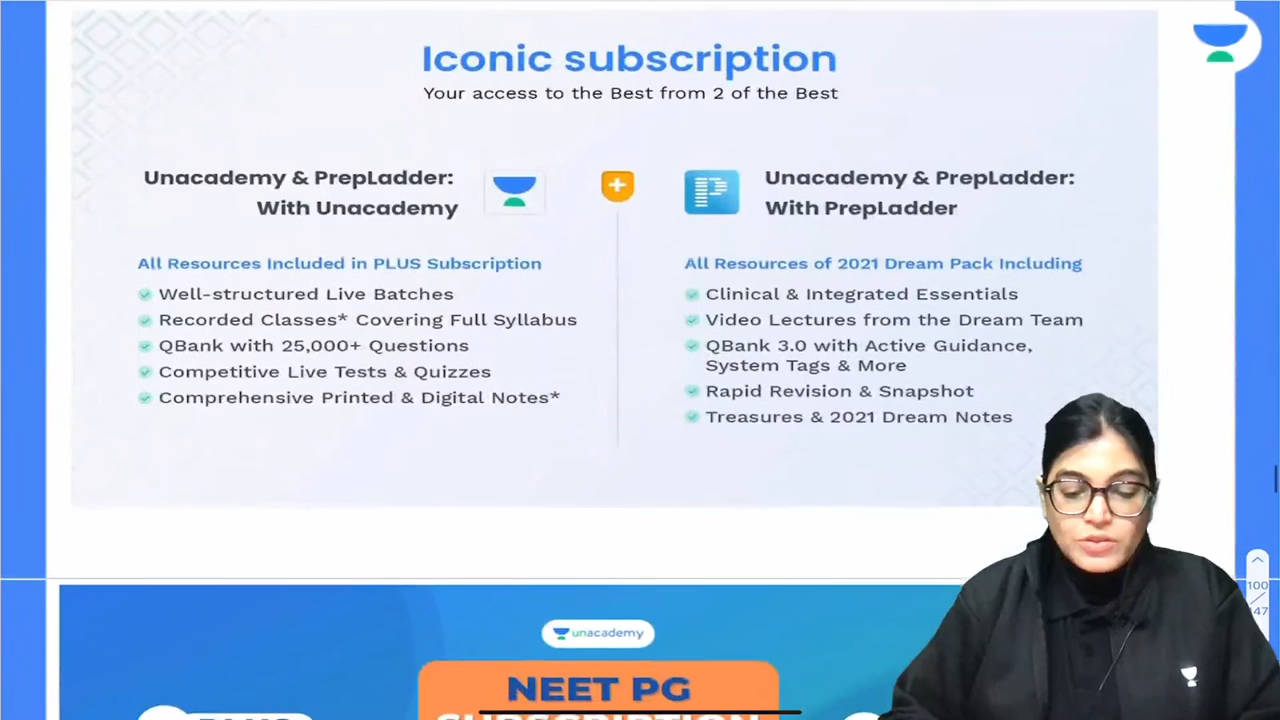 Iconic subscription
Your access to the Best from 2 of the Best
Unacademy & PrepLadder:
With Unacademy
All Resources Included in PLUS Subscription
Well-structured Live Batches
Recorded Classes* Covering Full Syllabus
QBank with 25,000+ Questions
Competitive Live Tests & Quizzes
Comprehensive Printed & Digital Notes*
Unacademy & PrepLadder:
With PrepLadder
All Resources of 2021 Dream Pack Including
Clinical & Integrated Essentials
Video Lectures from the Dream Team
QBank 3.0 with Active Guidance,
System Tags & More
Rapid Revision & Snapshot
Treasures & 2021 Dream Notes
100
unacademy
NEET PG
SUBSCRIPTION
PLUS